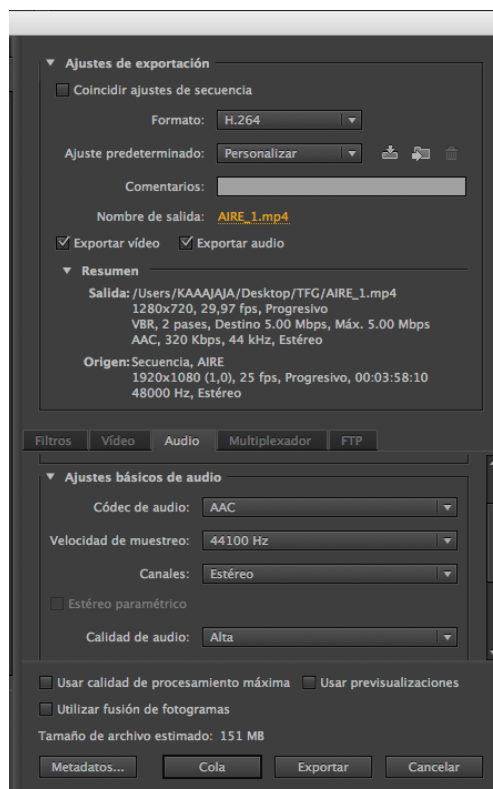 Ajustes de exportación
Coincidir ajustes de secuencia
Formato: H.264
Ajuste predeterminado: Personalizar
Comentarios:
Nombre de salida: AIRE_1.mp4
Exportar vídeo Exportar audio
Resumen
Salida: /Users/KAAAJAJA/Desktop/TFG/AIRE_1.mp4
1280x720, 29,97 fps, Progresivo
VBR, 2 pases, Destino 5.00 Mbps, Máx. 5.00 Mbps
AAC, 320 Kbps, 44 kHz, Estéreo
Origen: Secuencia, AIRE
1920x1080 (1,0), 25 fps, Progresivo, 00:03:58:10
48000 Hz, Estéreo
Filtros Vídeo Audio Multiplexador FTP
Ajustes básicos de audio
Códec de audio: AAC
Velocidad de muestreo: 44100 Hz
Canales: Estéreo
Estéreo paramétrico
Calidad de audio: Alta
Usar calidad de procesamiento máxima Usar previsualizaciones
Utilizar fusión de fotogramas
Tamaño de archivo estimado: 151 MB
Metadatos... Cola Exportar Cancelar